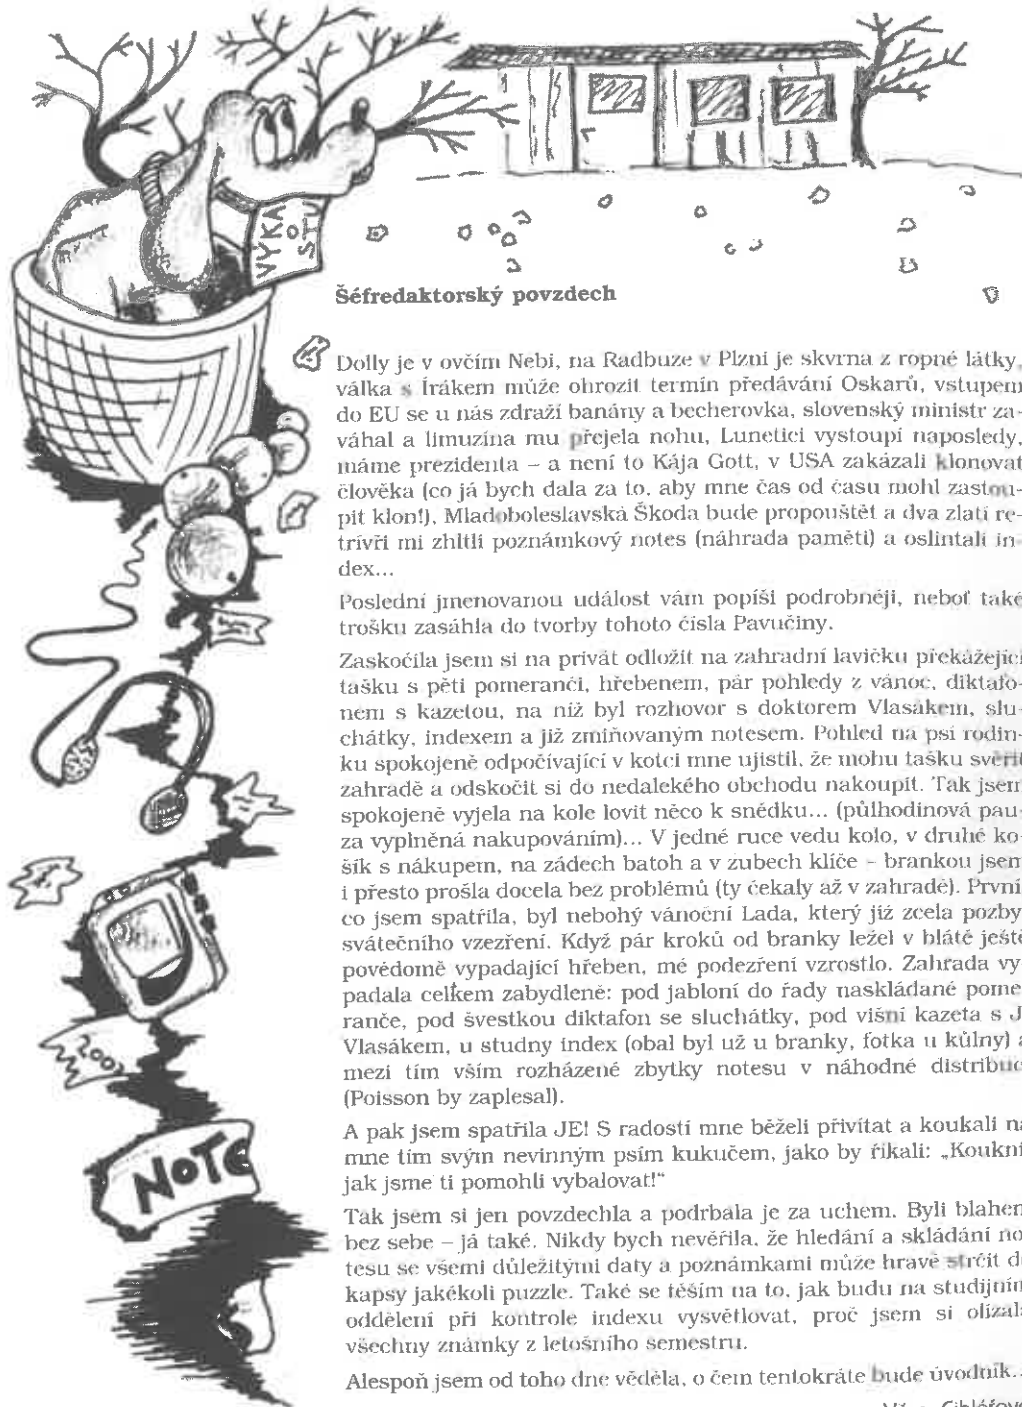 VÝKA
O
STU
Šéfredaktorský povzdech
Dolly je v ovčím Nebi, na Radbuze v Plzni je skvrna z ropné látky,
válka s Írákem může ohrozit termín předávání Oskarů, vstupem
do EU se u nás zdraží banány a becherovka, slovenský ministr za-
váhal a limuzína mu přejela nohu, Lunetici vystoupí naposledy,
máme prezidenta – a není to Kája Gott, v USA zakázali klonovat
člověka (co já bych dala za to, aby mne čas od času mohl zastou-
pit klon!), Mladoboleslavská Škoda bude propouštět a dva zlatí re-
trívři mi zhltli poznámkový notes (náhrada paměti) a oslintali in-
dex...
Poslední jmenovanou událost vám popíši podrobněji, neboť také
trošku zasáhla do tvorby tohoto čísla Pavučiny.
Zaskočila jsem si na privát odložit na zahradní lavičku překážející
tašku s pěti pomeranči, hřebenem, pár pohledy z vánoc, diktafo-
nem s kazetou, na níž byl rozhovor s doktorem Vlasákem, slu-
chátky, indexem a již zmiňovaným notesem. Pohled na psí rodin-
ku spokojeně odpočívající v kotci mne ujistil, že mohu tašku svěřit
zahradě a odskočit si do nedalekého obchodu nakoupit. Tak jsem
spokojeně vyjela na kole lovit něco k snědku... (půlhodinová pau-
za vyplněná nakupováním)... V jedné ruce vedu kolo, v druhé ko-
šík s nákupem, na zádech batoh a v zubech klíče – brankou jsem
i přesto prošla docela bez problémů (ty čekaly až v zahradě). První,
co jsem spatřila, byl nebohý vánoční Lada, který již zcela pozby
svátečního vzezření. Když pár kroků od branky ležel v blátě ještě
povědomě vypadající hřeben, mé podezření vzrostlo. Zahrada vy-
padala celkem zabydleně: pod jabloní do řady naskládané pome-
ranče, pod švestkou diktafon se sluchátky, pod višní kazeta s J
Vlasákem, u studny index (obal byl už u branky, fotka u kůlny) a
mezi tím vším rozházené zbytky notesu v náhodné distribuc
(Poisson by zaplesal).
A pak jsem spatřila JE! S radostí mne běželi přivítat a koukali na
mne tím svým nevinným psím kukučem, jako by říkali: „Koukni
jak jsme ti pomohli vybalovat!“
Tak jsem si jen povzdechla a podrbala je za uchem. Byli blahem
bez sebe – já také. Nikdy bych nevěřila, že hledání a skládání no-
tesu se všemi důležitými daty a poznámkami může hravě strčit d
kapsy jakékoli puzzle. Také se těším na to, jak budu na studijním
oddělení při kontrole indexu vysvětlovat, proč jsem si olízala
všechny známky z letošního semestru.
Alespoň jsem od toho dne věděla, o čem tentokráte bude úvodník...
NOTE